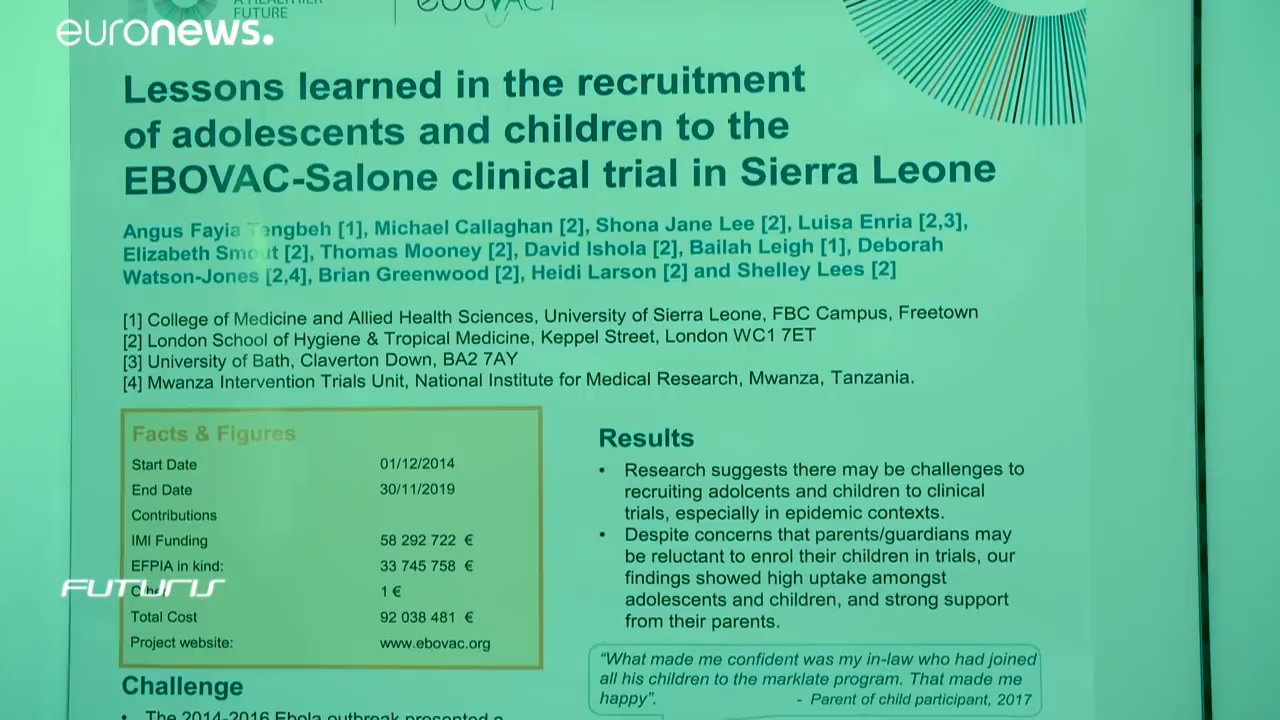 A HEALTHIER
FUTURE
EBOVAC1
euronews.
Lessons learned in the recruitment
of adolescents and children to the
EBOVAC-Salone clinical trial in Sierra Leone
Angus Fayia Tengbeh [1], Michael Callaghan [2], Shona Jane Lee [2], Luisa Enria [2,3],
Elizabeth Smout [2], Thomas Mooney [2], David Ishola [2], Bailah Leigh [1], Deborah
Watson-Jones [2,4], Brian Greenwood [2], Heidi Larson [2] and Shelley Lees [2]
[1] College of Medicine and Allied Health Sciences, University of Sierra Leone, FBC Campus, Freetown
[2] London School of Hygiene & Tropical Medicine, Keppel Street, London WC1 7ET
[3] University of Bath, Claverton Down, BA2 7AY
[4] Mwanza Intervention Trials Unit, National Institute for Medical Research, Mwanza, Tanzania.
Facts & Figures
Start Date 01/12/2014
End Date 30/11/2019
Contributions
IMI Funding 58 292 722 €
EFPIA in kind: 33 745 758 €
Other 1 €
Total Cost 92 038 481 €
Project website: www.ebovac.org
FUTURIS
Challenge
• The 2014-2016 Ebola outbreak presented a
Results
• Research suggests there may be challenges to
recruiting adolcents and children to clinical
trials, especially in epidemic contexts.
• Despite concerns that parents/guardians may
be reluctant to enrol their children in trials, our
findings showed high uptake amongst
adolescents and children, and strong support
from their parents.
“What made me confident was my in-law who had joined
all his children to the marklate program. That made me
happy”. - Parent of child participant, 2017